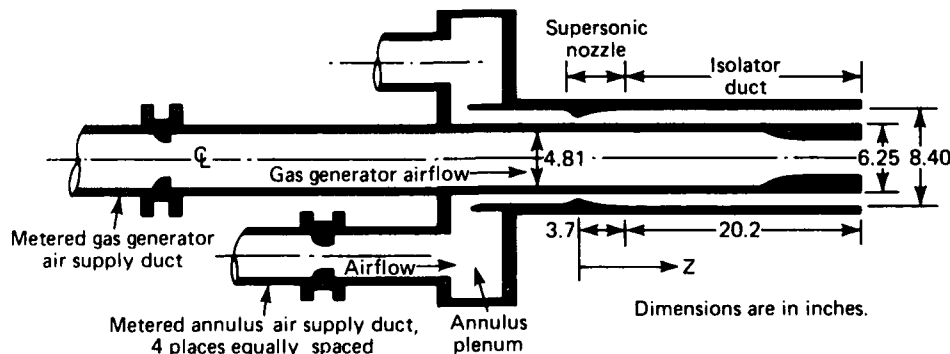 Supersonic
nozzle
Isolator
duct
℄
4.81
6.25
8.40
Gas generator airflow
Metered gas generator
air supply duct
3.7
20.2
Airflow
Z
Dimensions are in inches.
Metered annulus air supply duct,
4 places equally spaced
Annulus
plenum